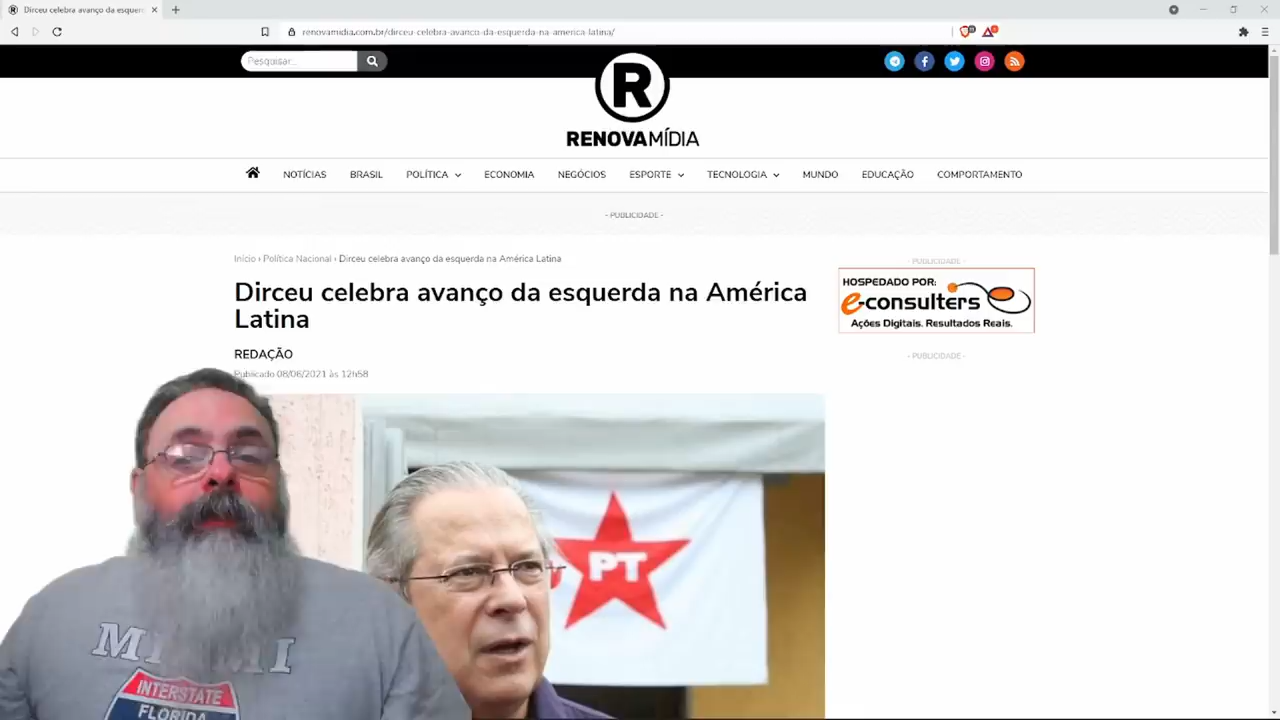 Dirceu celebra avanço da esquer
renovamidia.com.br/dirceu-celebra-avanco-da-esquerda-na-america-latina/
Pesquisar...
R
RENOVAMÍDIA
NOTÍCIAS BRASIL POLÍTICA ECONOMIA NEGÓCIOS ESPORTE TECNOLOGIA MUNDO EDUCAÇÃO COMPORTAMENTO
- PUBLICIDADE -
Início › Política Nacional › Dirceu celebra avanço da esquerda na América Latina
- PUBLICIDADE -
HOSPEDADO POR:
e-consulters
Ações Digitais. Resultados Reais.
Dirceu celebra avanço da esquerda na América
Latina
REDAÇÃO
- PUBLICIDADE -
Publicado 08/06/2021 às 12h58
PT
INTERSTATE
FLORIDA